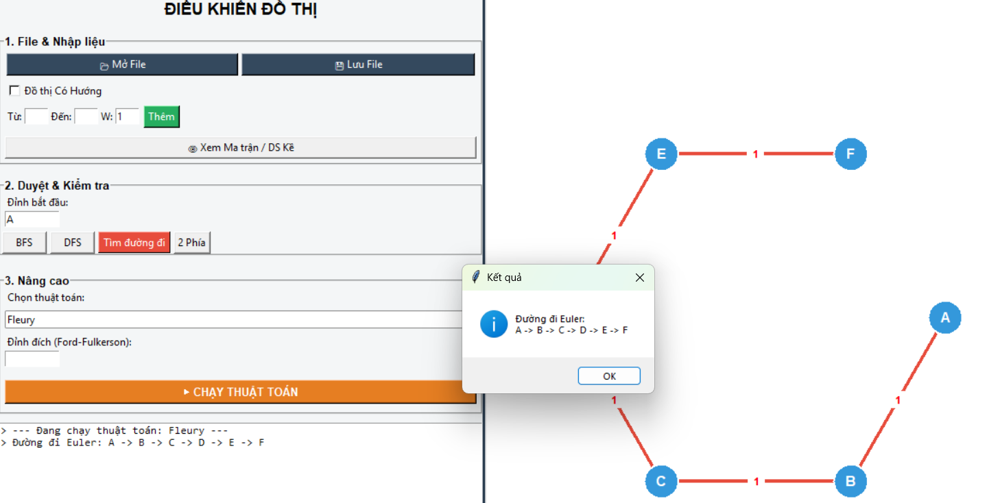 ĐIỀU KHIỂN ĐỒ THỊ
1. File & Nhập liệu
Mở File
Lưu File
Đồ thị Có Hướng
Từ: Đến: W: 1 Thêm
Xem Ma trận / DS Kề
2. Duyệt & Kiểm tra
Đỉnh bắt đầu:
A
BFS DFS Tìm đường đi 2 Phía
3. Nâng cao
Chọn thuật toán:
Fleury
Đỉnh đích (Ford-Fulkerson):
CHẠY THUẬT TOÁN
> --- Đang chạy thuật toán: Fleury ---
> Đường đi Euler: A -> B -> C -> D -> E -> F
E 1 F
1
Kết quả
Đường đi Euler:
A -> B -> C -> D -> E -> F
OK
A
1 1
C 1 B